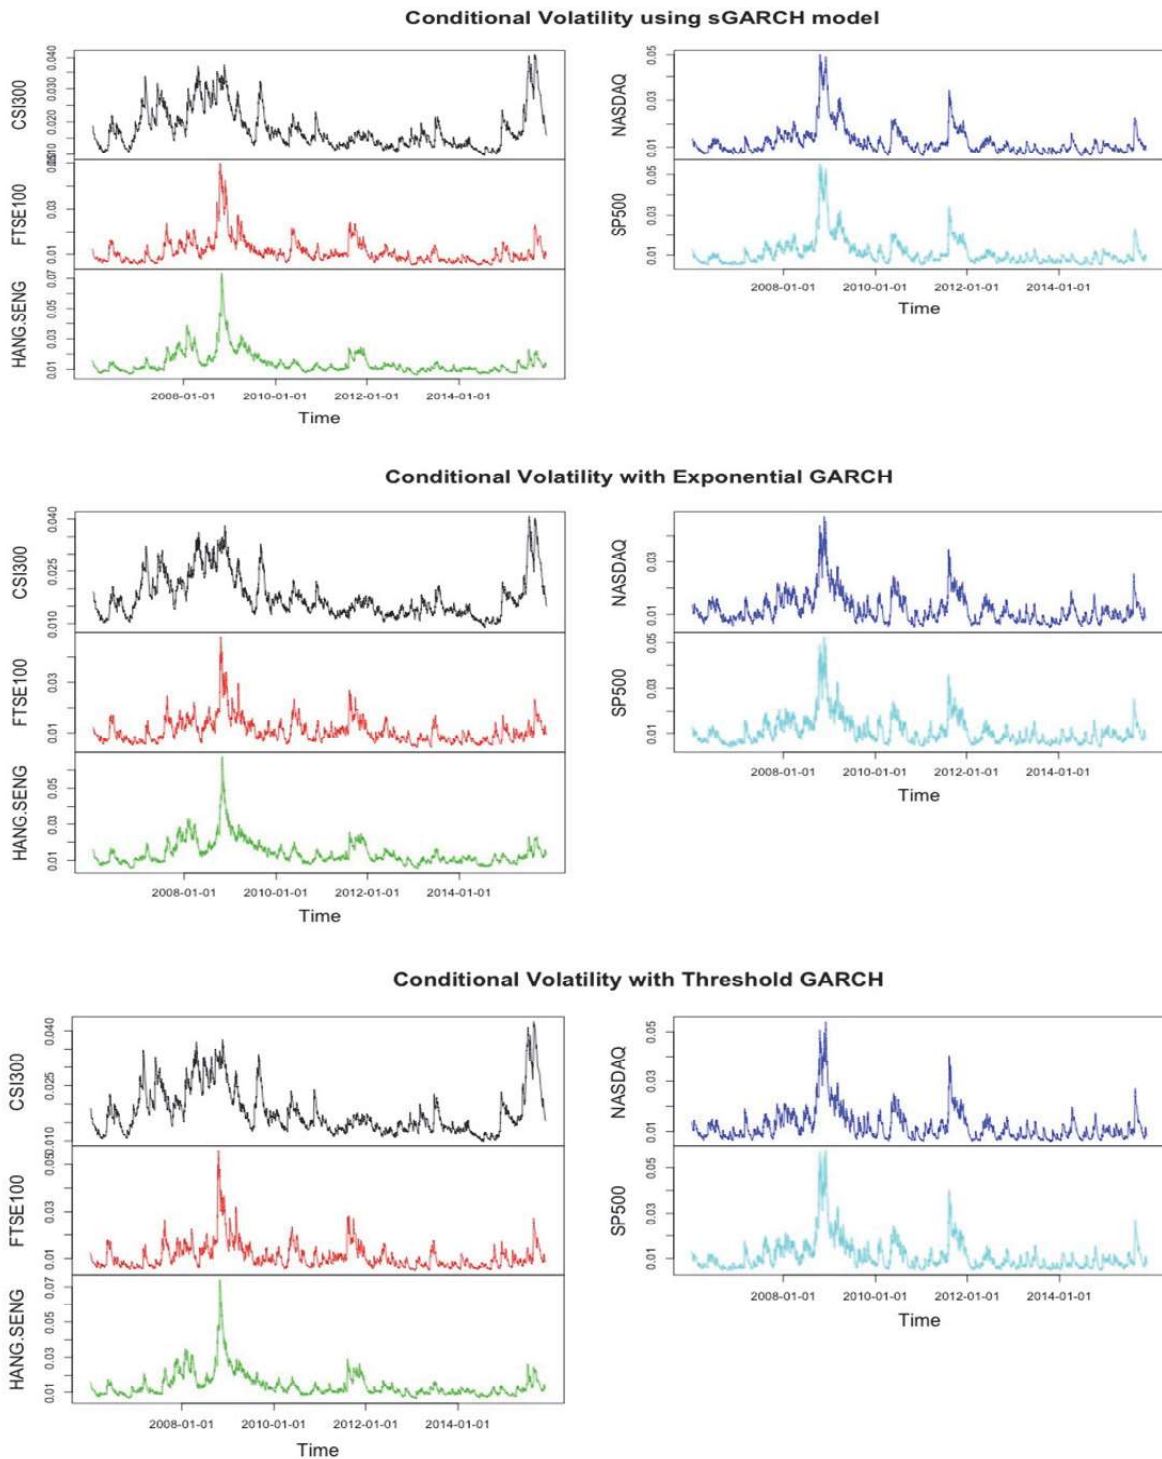 Conditional Volatility using sGARCH model
CSI300
0.040
0.030
0.020
FTSE100
0.03
0.01
HANG.SENG
0.07
0.05
0.03
0.01
2008-01-01 2010-01-01 2012-01-01 2014-01-01
Time
NASDAQ
0.05
0.03
0.01
SP500
0.05
0.03
0.01
2008-01-01 2010-01-01 2012-01-01 2014-01-01
Time
Conditional Volatility with Exponential GARCH
CSI300
0.040
0.025
0.010
FTSE100
0.03
0.01
HANG.SENG
0.05
0.03
0.01
2008-01-01 2010-01-01 2012-01-01 2014-01-01
Time
NASDAQ
0.03
0.01
SP500
0.05
0.03
0.01
2008-01-01 2010-01-01 2012-01-01 2014-01-01
Time
Conditional Volatility with Threshold GARCH
CSI300
0.040
0.025
0.010
FTSE100
0.05
0.03
0.01
HANG.SENG
0.07
0.05
0.03
0.01
2008-01-01 2010-01-01 2012-01-01 2014-01-01
Time
NASDAQ
0.05
0.03
0.01
SP500
0.05
0.03
0.01
2008-01-01 2010-01-01 2012-01-01 2014-01-01
Time